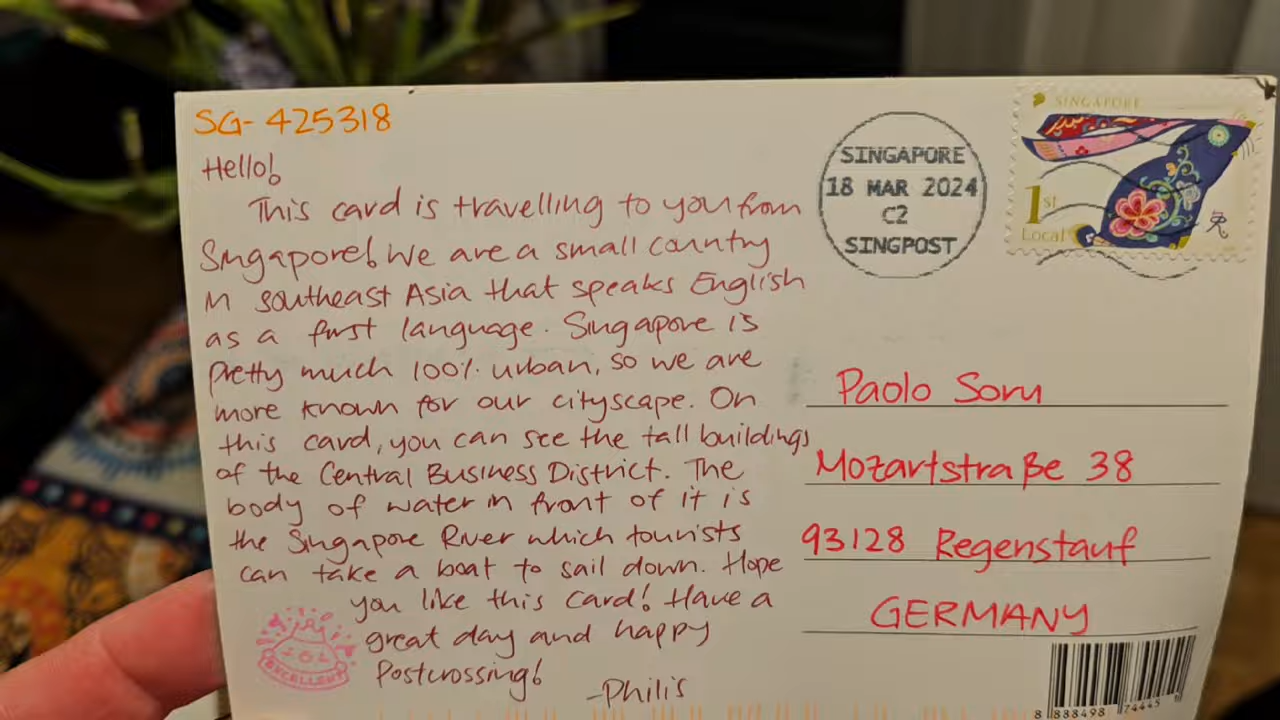 SG-425318
Hello!
This card is travelling to you from
Singapore! We are a small country
in southeast Asia that speaks English
as a first language. Singapore is
pretty much 100% urban, so we are
more known for our cityscape. On
this card, you can see the tall buildings
of the Central Business District. The
body of water in front of it is
the Singapore River which tourists
can take a boat to sail down. Hope
you like this card! Have a
great day and happy
Postcrossing!
-Philis
EXCELLENT
SINGAPORE
18 MAR 2024
C2
SINGPOST
SINGAPORE
1st
Local
兔
Paolo Soru
Mozartstraße 38
93128 Regenstauf
GERMANY
8 888498 74445